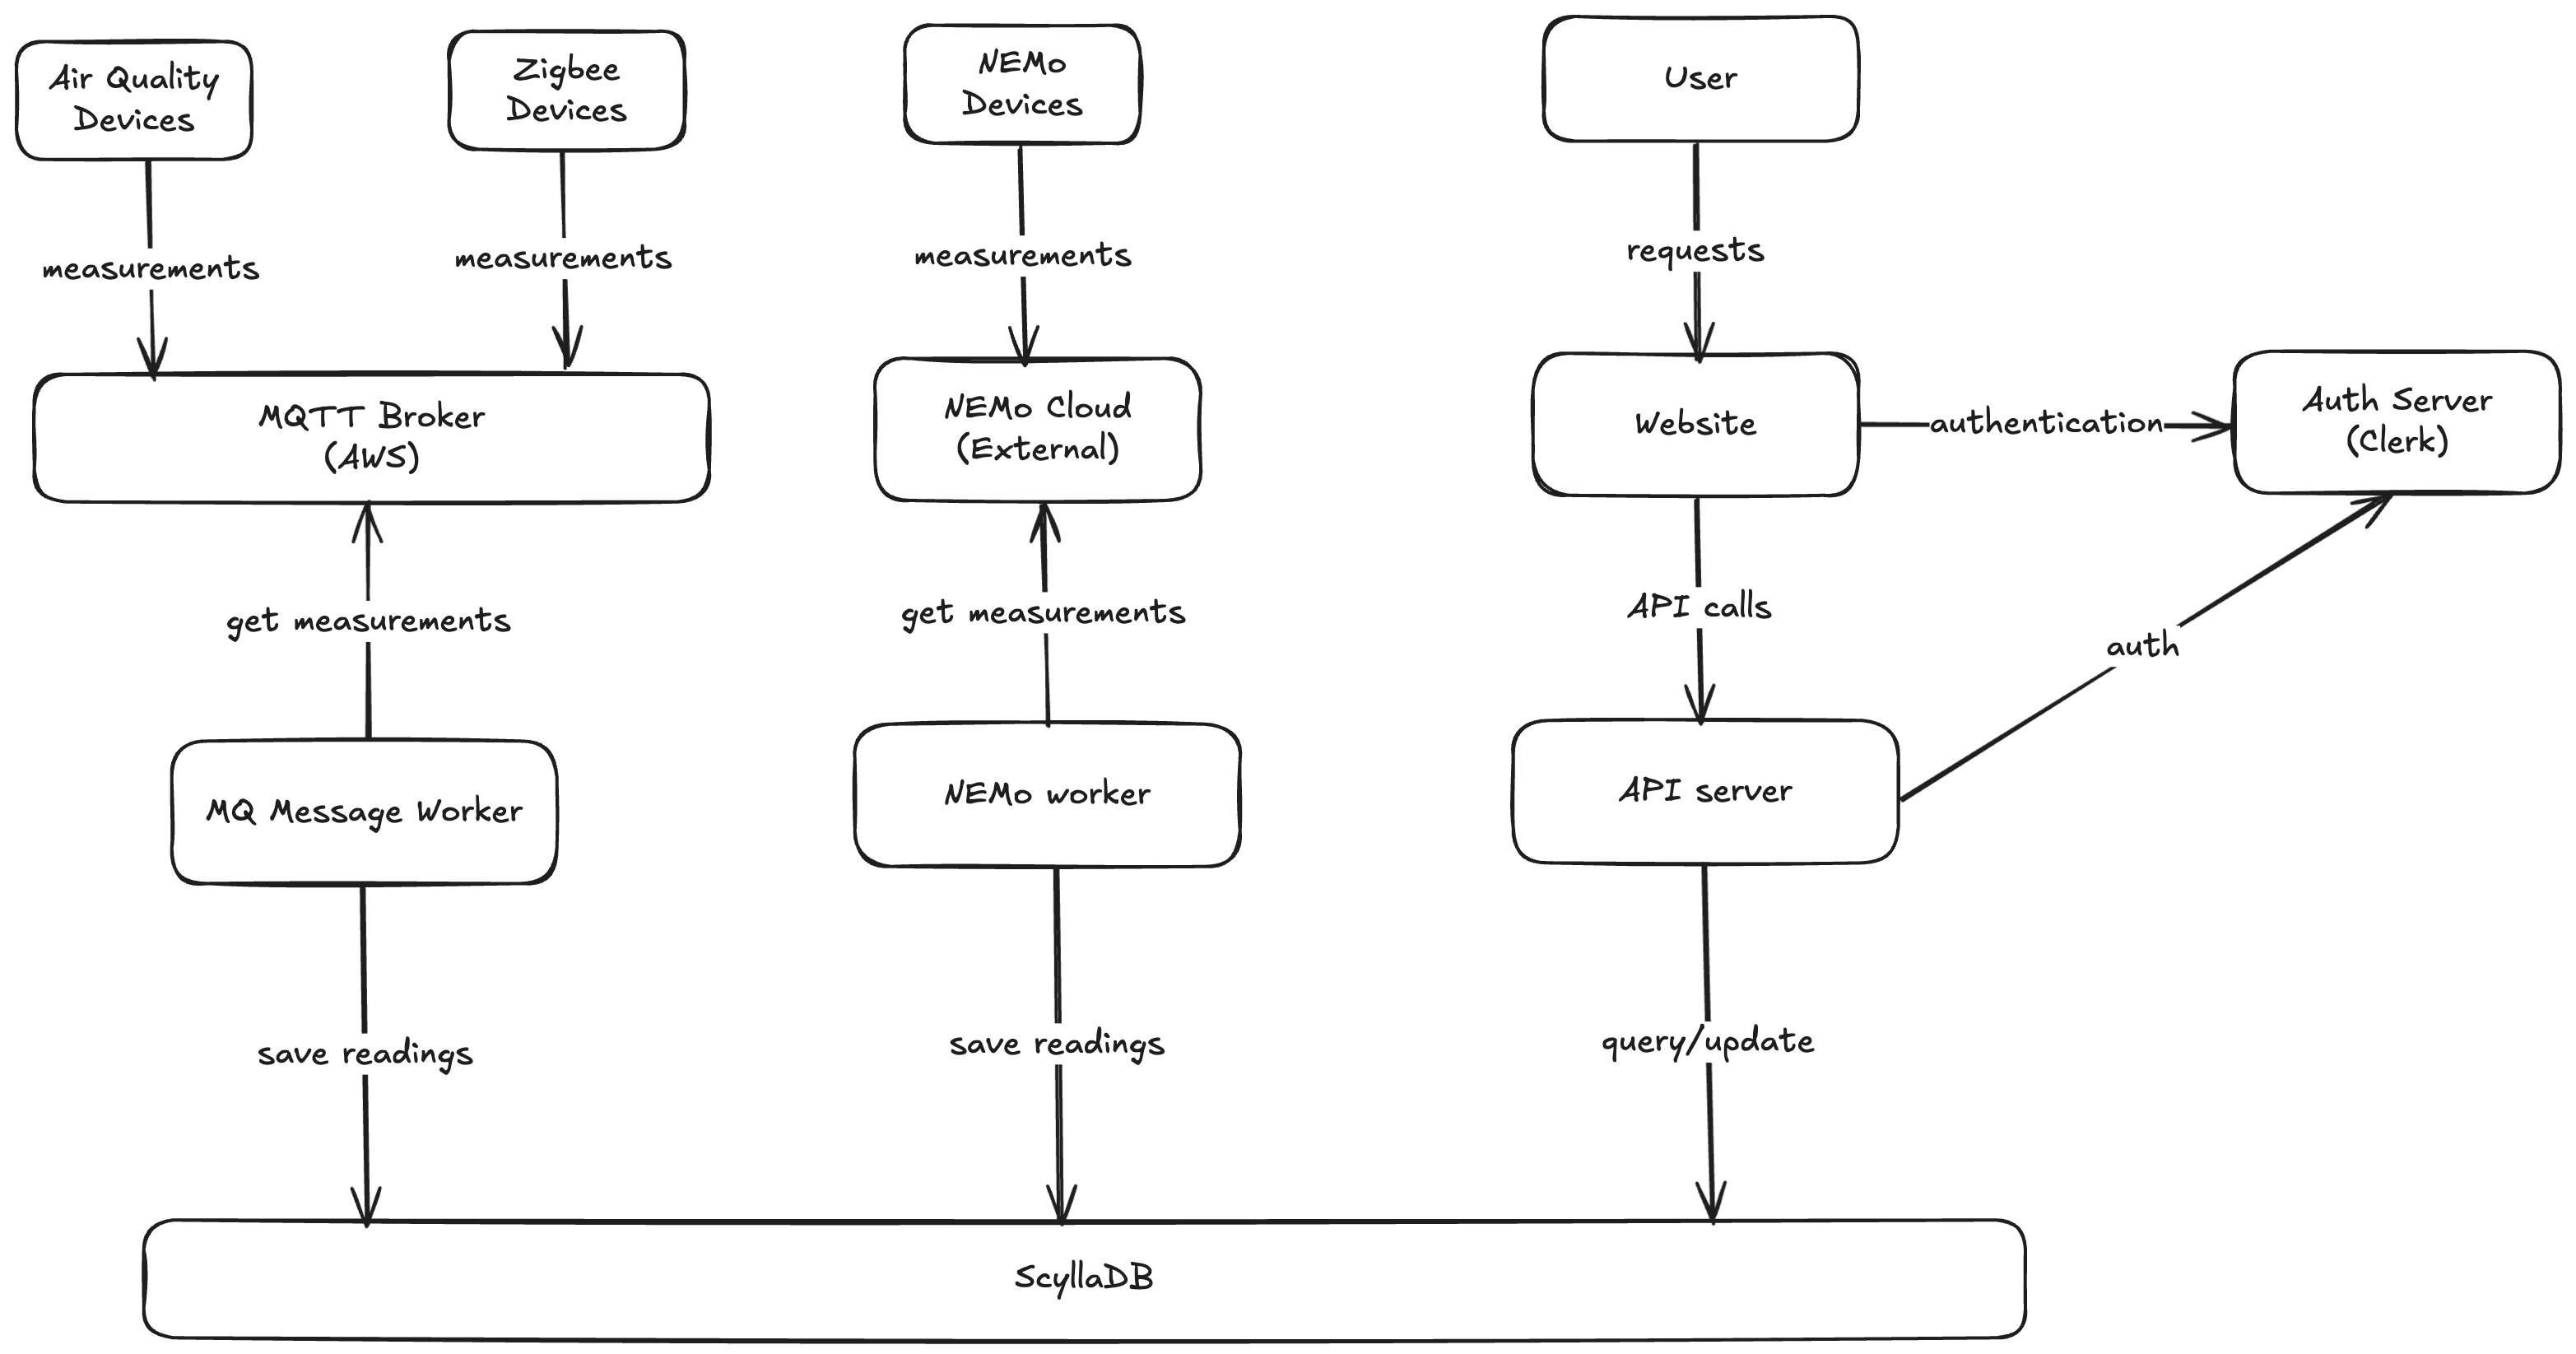 Air Quality
Devices
Zigbee
Devices
NEMo
Devices
User
measurements
measurements
measurements
requests
MQTT Broker
(AWS)
NEMo Cloud
(External)
Website
authentication
Auth Server
(Clerk)
get measurements
get measurements
API calls
auth
MQ Message Worker
NEMo worker
API server
save readings
save readings
query/update
ScyllaDB